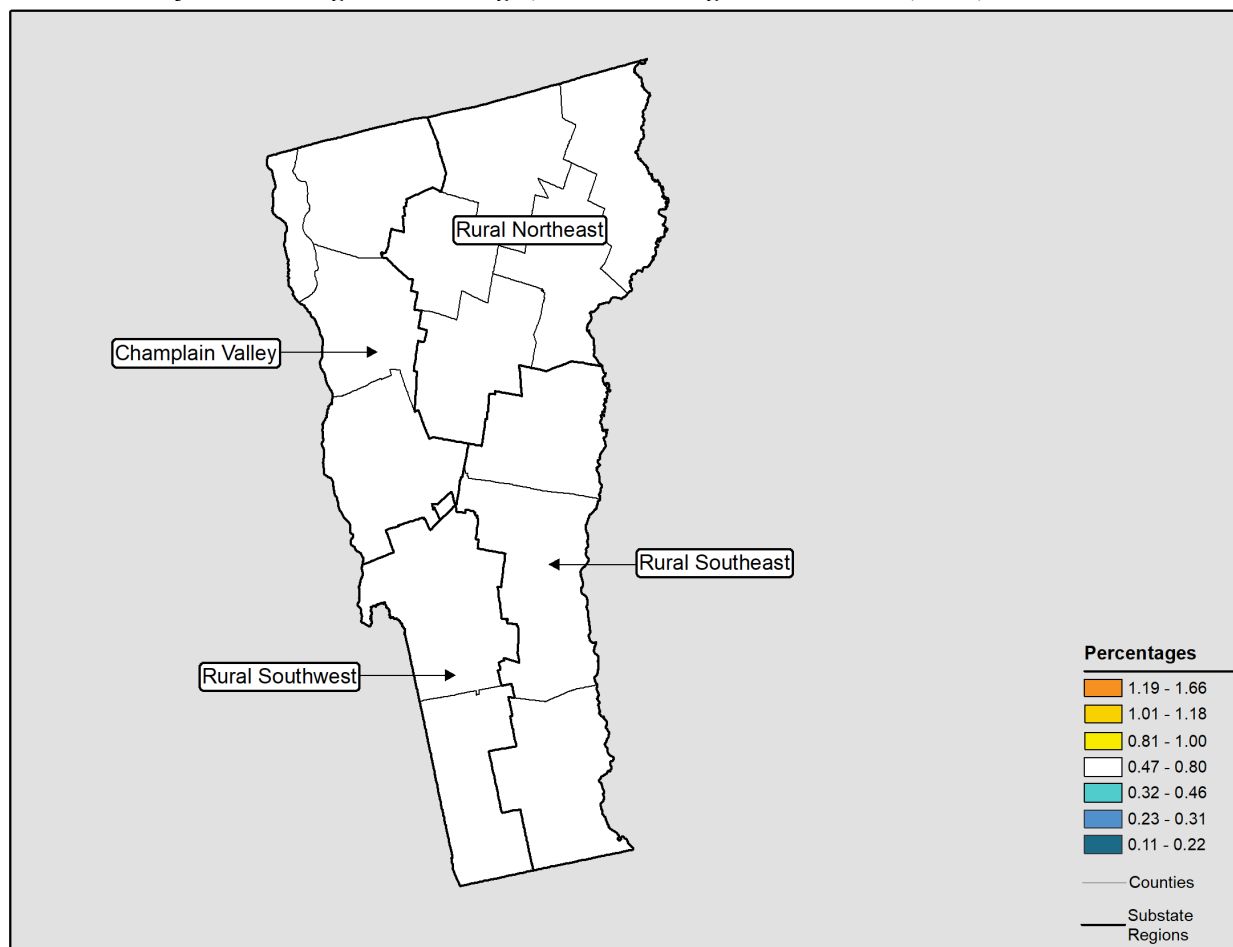 Rural Northeast
Champlain Valley
Rural Southeast
Rural Southwest
Percentages
1.19 - 1.66
1.01 - 1.18
0.81 - 1.00
0.47 - 0.80
0.32 - 0.46
0.23 - 0.31
0.11 - 0.22
Counties
Substate
Regions